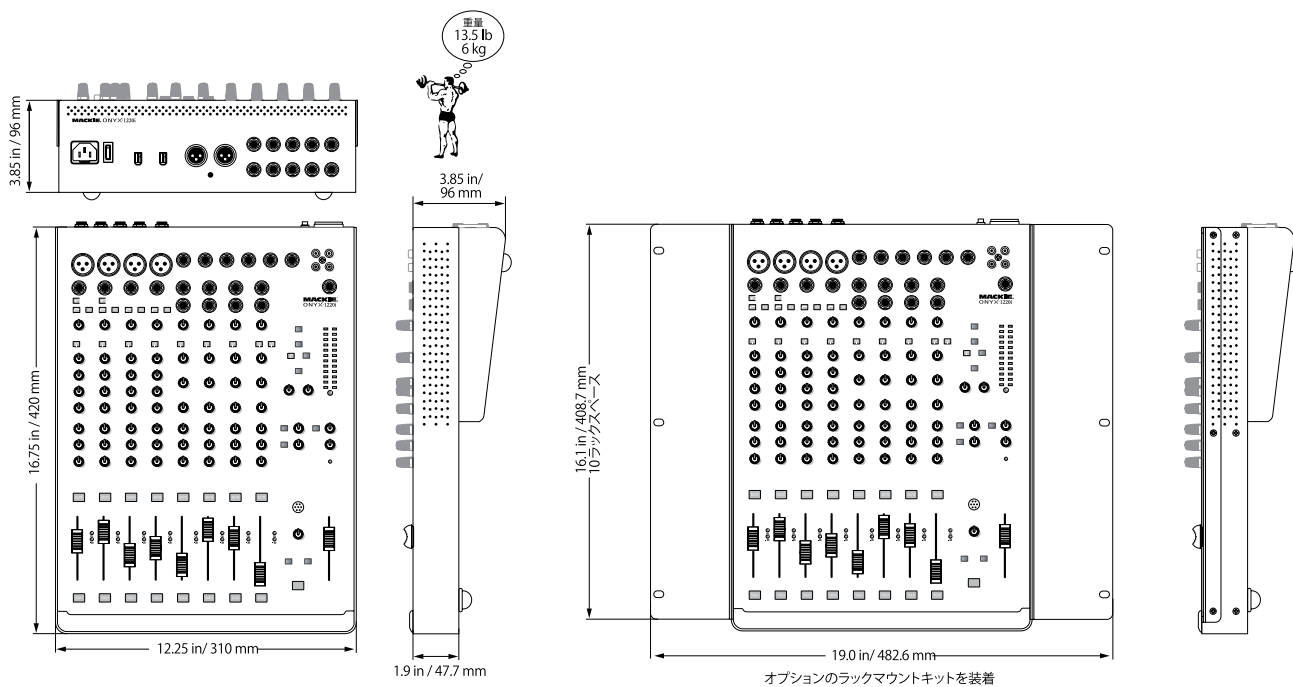 重量
13.5 lb
6 kg
3.85 in / 96 mm
MACKIE. ONYX•1220i
3.85 in/
96 mm
16.75 in / 420 mm
MACKIE
ONYX•1220i
12.25 in/ 310 mm
1.9 in / 47.7 mm
16.1 in / 408.7 mm
10 ラックスペース
MACKIE
ONYX•1220i
19.0 in / 482.6 mm
オプションのラックマウントキットを装着